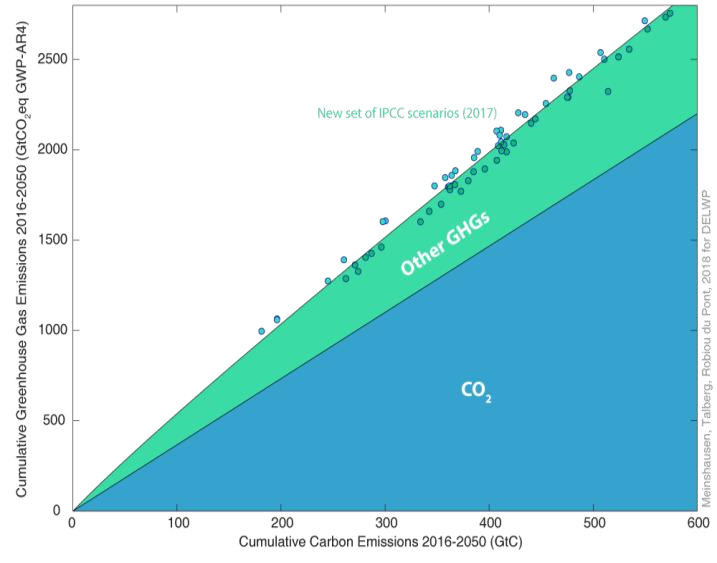 Cumulative Greenhouse Gas Emissions 2016-2050 (GtCO2eq GWP-AR4)
2500
2000
1500
1000
500
0
New set of IPCC scenarios (2017)
Other GHGs
CO2
0 100 200 300 400 500 600
Cumulative Carbon Emissions 2016-2050 (GtC)
Meinshausen, Talberg, Robiou du Pont, 2018 for DELWP